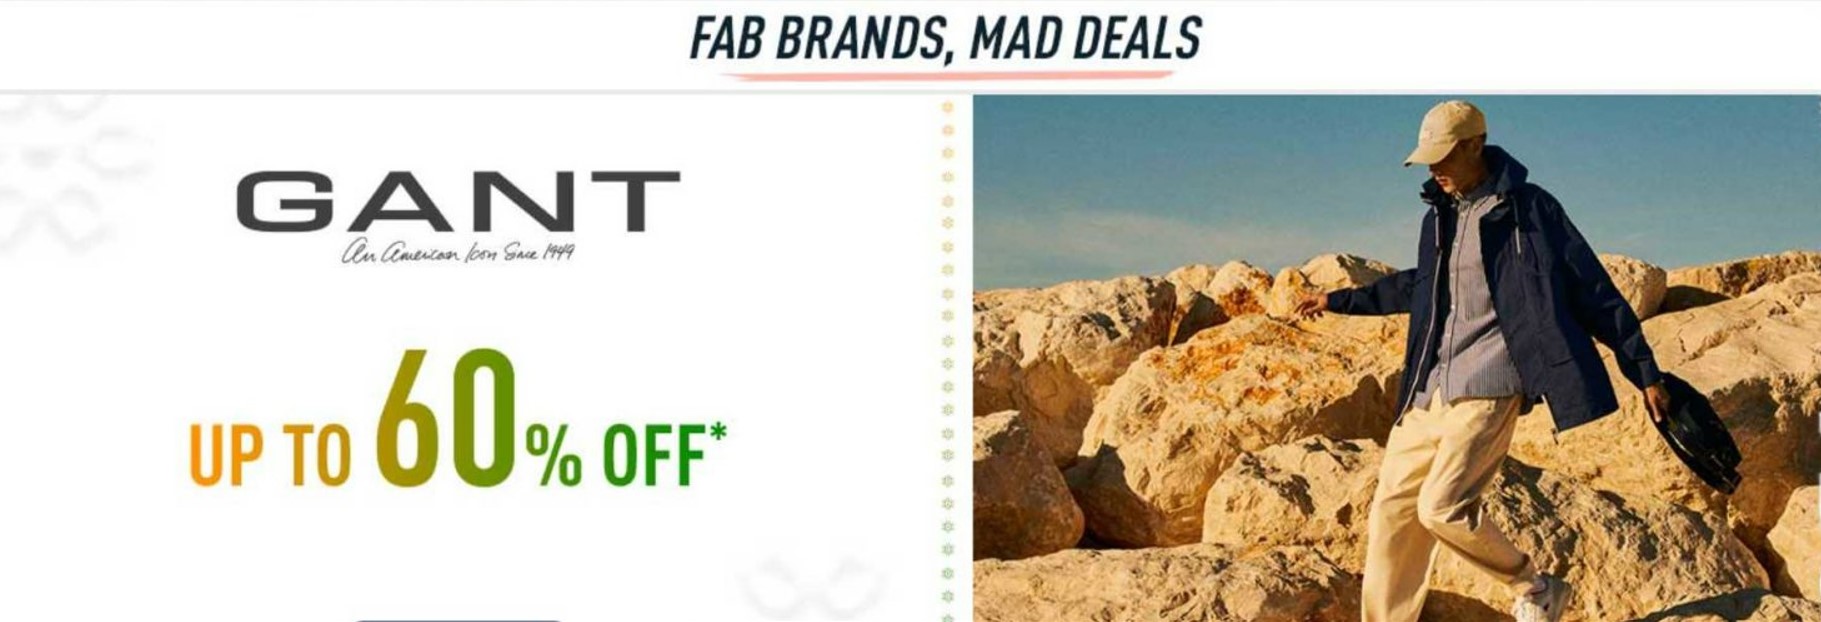 FAB BRANDS, MAD DEALS
GANT
An American Icon Since 1949
UP TO 60% OFF*